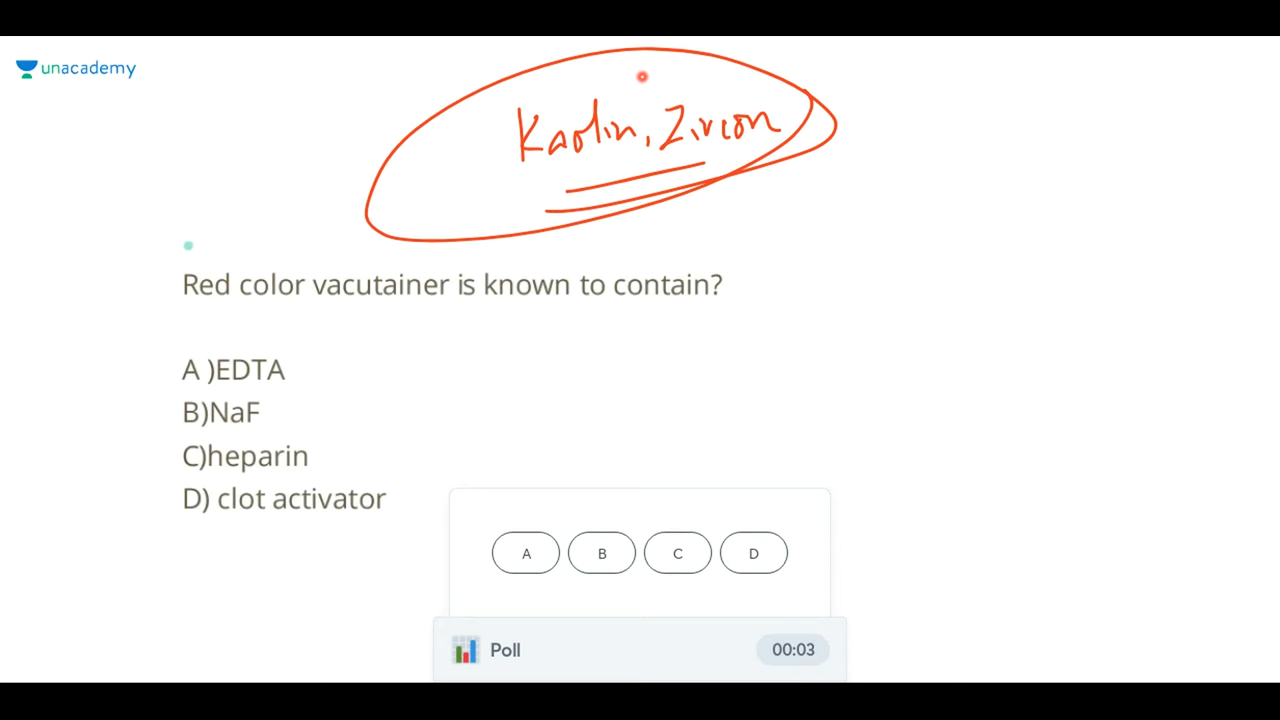 unacademy
Kaolin, Zircon
Red color vacutainer is known to contain?
A )EDTA
B)NaF
C)heparin
D) clot activator
A B C D
Poll 00:03